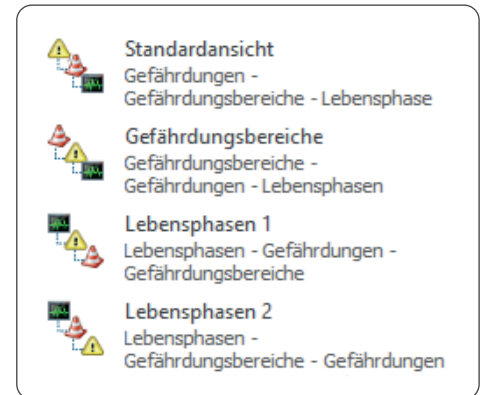 Standardansicht
Gefährdungen -
Gefährdungsbereiche - Lebensphase
Gefährdungsbereiche
Gefährdungsbereiche -
Gefährdungen - Lebensphasen
Lebensphasen 1
Lebensphasen - Gefährdungen -
Gefährdungsbereiche
Lebensphasen 2
Lebensphasen -
Gefährdungsbereiche - Gefährdungen